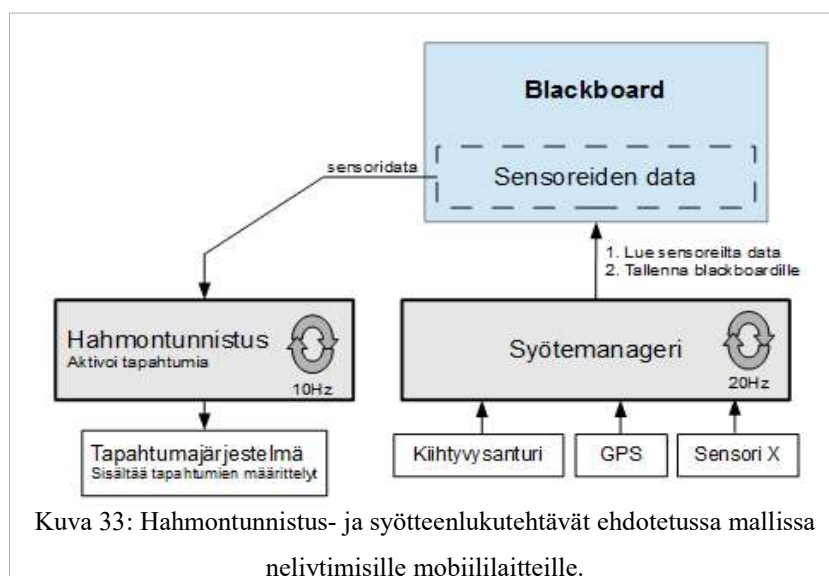 Blackboard
Sensoreiden data
sensoridata
1. Lue sensoreilta data
2. Tallenna blackboardille
Hahmontunnistus
Aktivoi tapahtumia
10Hz
Syötemanageri
20Hz
Tapahtumajärjestelmä
Sisältää tapahtumien määrittelyt
Kiihtyvysanturi
GPS
Sensori X
Kuva 33: Hahmontunnistus- ja syötteenlukutehtävät ehdotetussa mallissa
nelivtimisille mobiililaitteille.